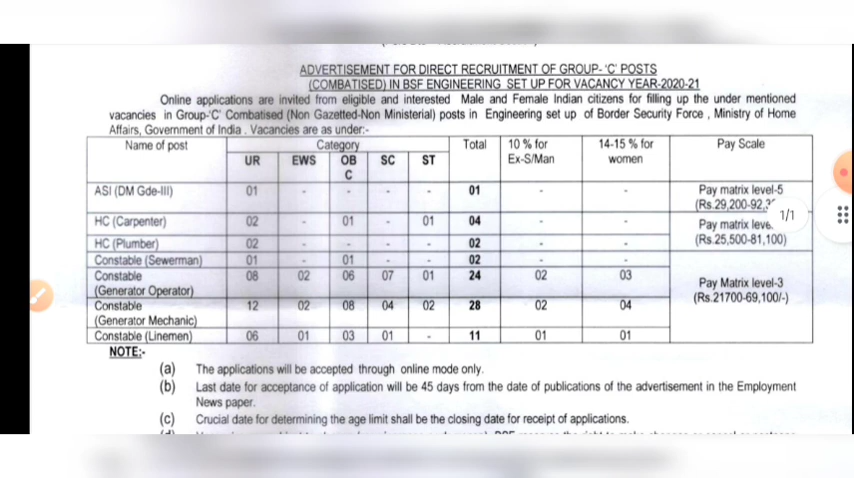 ADVERTISEMENT FOR DIRECT RECRUITMENT OF GROUP- 'C' POSTS
(COMBATISED) IN BSF ENGINEERING SET UP FOR VACANCY YEAR-2020-21
Online applications are invited from eligible and interested Male and Female Indian citizens for filling up the under mentioned
vacancies in Group-'C' Combatised (Non Gazetted-Non Ministerial) posts in Engineering set up of Border Security Force , Ministry of Home
Affairs, Government of India . Vacancies are as under:-
Name of post Category Total 10 % for Ex-S/Man 14-15 % for women Pay Scale
UR EWS OBC SC ST
ASI (DM Gde-III) 01 - - - - 01 - - Pay matrix level-5
(Rs.29,200-92,3
HC (Carpenter) 02 - 01 - 01 04 - - Pay matrix leve
1/1
HC (Plumber) 02 - - - - 02 - - (Rs.25,500-81,100)
Constable (Sewerman) 01 - 01 - - 02 - -
Constable (Generator Operator) 08 02 06 07 01 24 02 03 Pay Matrix level-3
(Rs.21700-69,100/-)
Constable (Generator Mechanic) 12 02 08 04 02 28 02 04
Constable (Linemen) 06 01 03 01 - 11 01 01
NOTE:-
(a) The applications will be accepted through online mode only.
(b) Last date for acceptance of application will be 45 days from the date of publications of the advertisement in the Employment
News paper.
(c) Crucial date for determining the age limit shall be the closing date for receipt of applications.